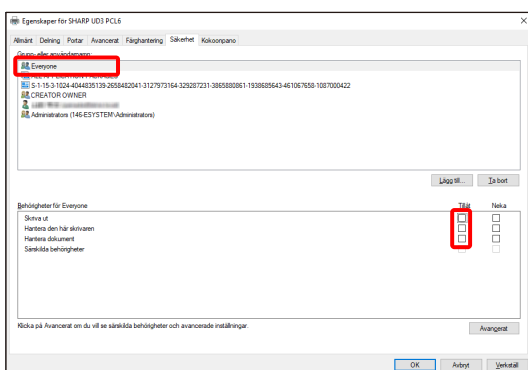 Egenskaper för SHARP UD3 PCL6
Allmänt Delning Portar Avancerat Färghantering Säkerhet Kokoonpano
Grupp- eller användarnamn:
Everyone
S-1-15-3-1024-4044835139-2658482041-3127973164-329287231-3865880861-1938685643-461067658-1087000422
CREATOR OWNER
Administrators (146-ESYSTEM\Administrators)
Lägg till... Ta bort
Behörigheter för Everyone Tillåt Neka
Skriva ut
Hantera den här skrivaren
Hantera dokument
Särskilda behörigheter
Klicka på Avancerat om du vill se särskilda behörigheter och avancerade inställningar.
Avancerat
OK Avbryt Verkställ